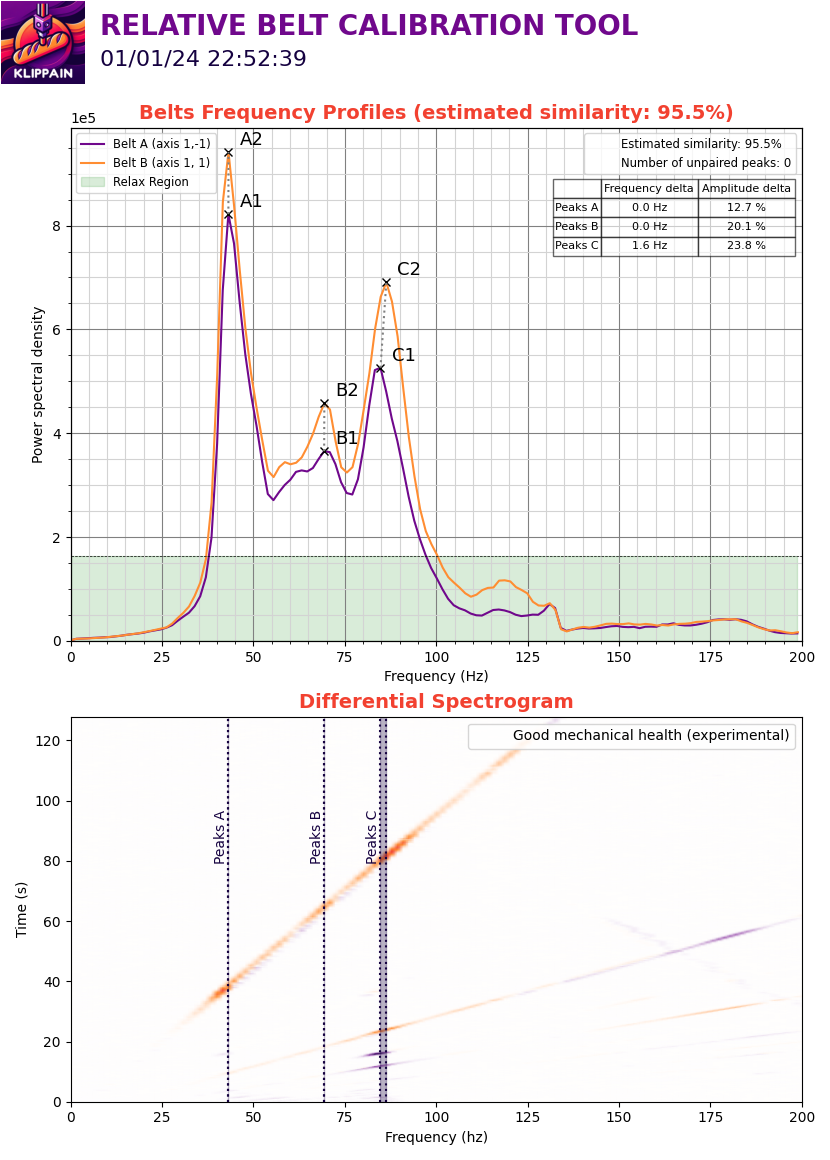 KLIPPAIN
RELATIVE BELT CALIBRATION TOOL
01/01/24 22:52:39
Belts Frequency Profiles (estimated similarity: 95.5%)
1e5
Belt A (axis 1,-1)
Belt B (axis 1, 1)
Relax Region
A2
A1
B2
B1
C2
C1
Estimated similarity: 95.5%
Number of unpaired peaks: 0
Frequency delta Amplitude delta
Peaks A 0.0 Hz 12.7 %
Peaks B 0.0 Hz 20.1 %
Peaks C 1.6 Hz 23.8 %
8
6
4
2
0
Power spectral density
0 25 50 75 100 125 150 175 200
Frequency (Hz)
Differential Spectrogram
Good mechanical health (experimental)
Peaks A
Peaks B
Peaks C
120
100
80
60
40
20
0
Time (s)
0 25 50 75 100 125 150 175 200
Frequency (hz)